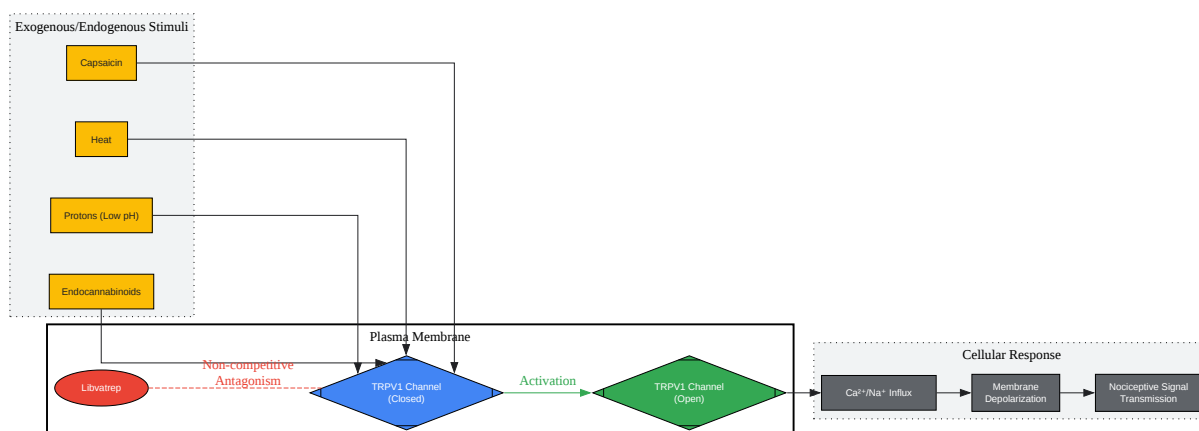 Exogenous/Endogenous Stimuli
Capsaicin
Heat
Protons (Low pH)
Endocannabinoids
Plasma Membrane
Libvatrep
Non-competitive
Antagonism
TRPV1 Channel
(Closed)
Activation
TRPV1 Channel
(Open)
Cellular Response
Ca²⁺/Na⁺ Influx
Membrane
Depolarization
Nociceptive Signal
Transmission